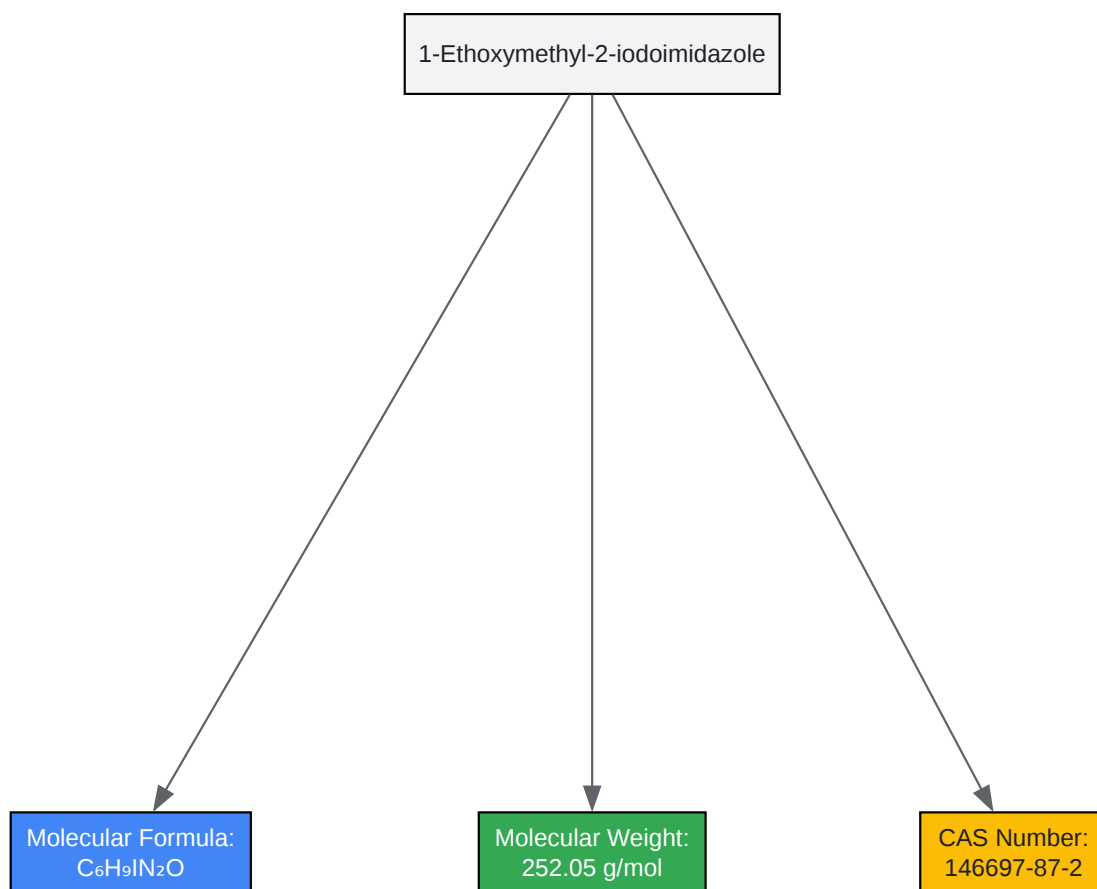 1-Ethoxymethyl-2-iodoimidazole
Molecular Formula:
C₆H₉IN₂O
Molecular Weight:
252.05 g/mol
CAS Number:
146697-87-2